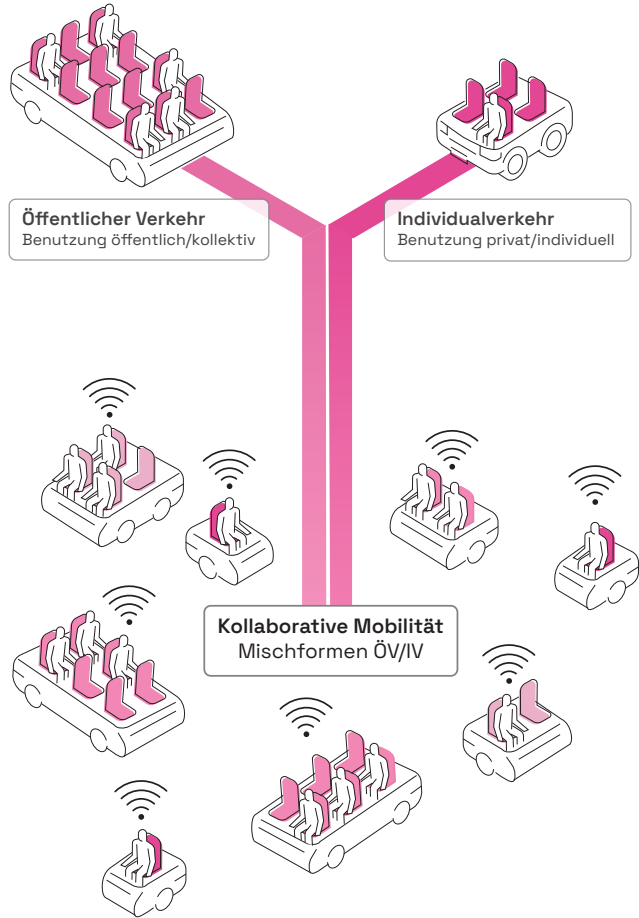 Öffentlicher Verkehr
Benutzung öffentlich/kollektiv
Individualverkehr
Benutzung privat/individuell
Kollaborative Mobilität
Mischformen ÖV/IV